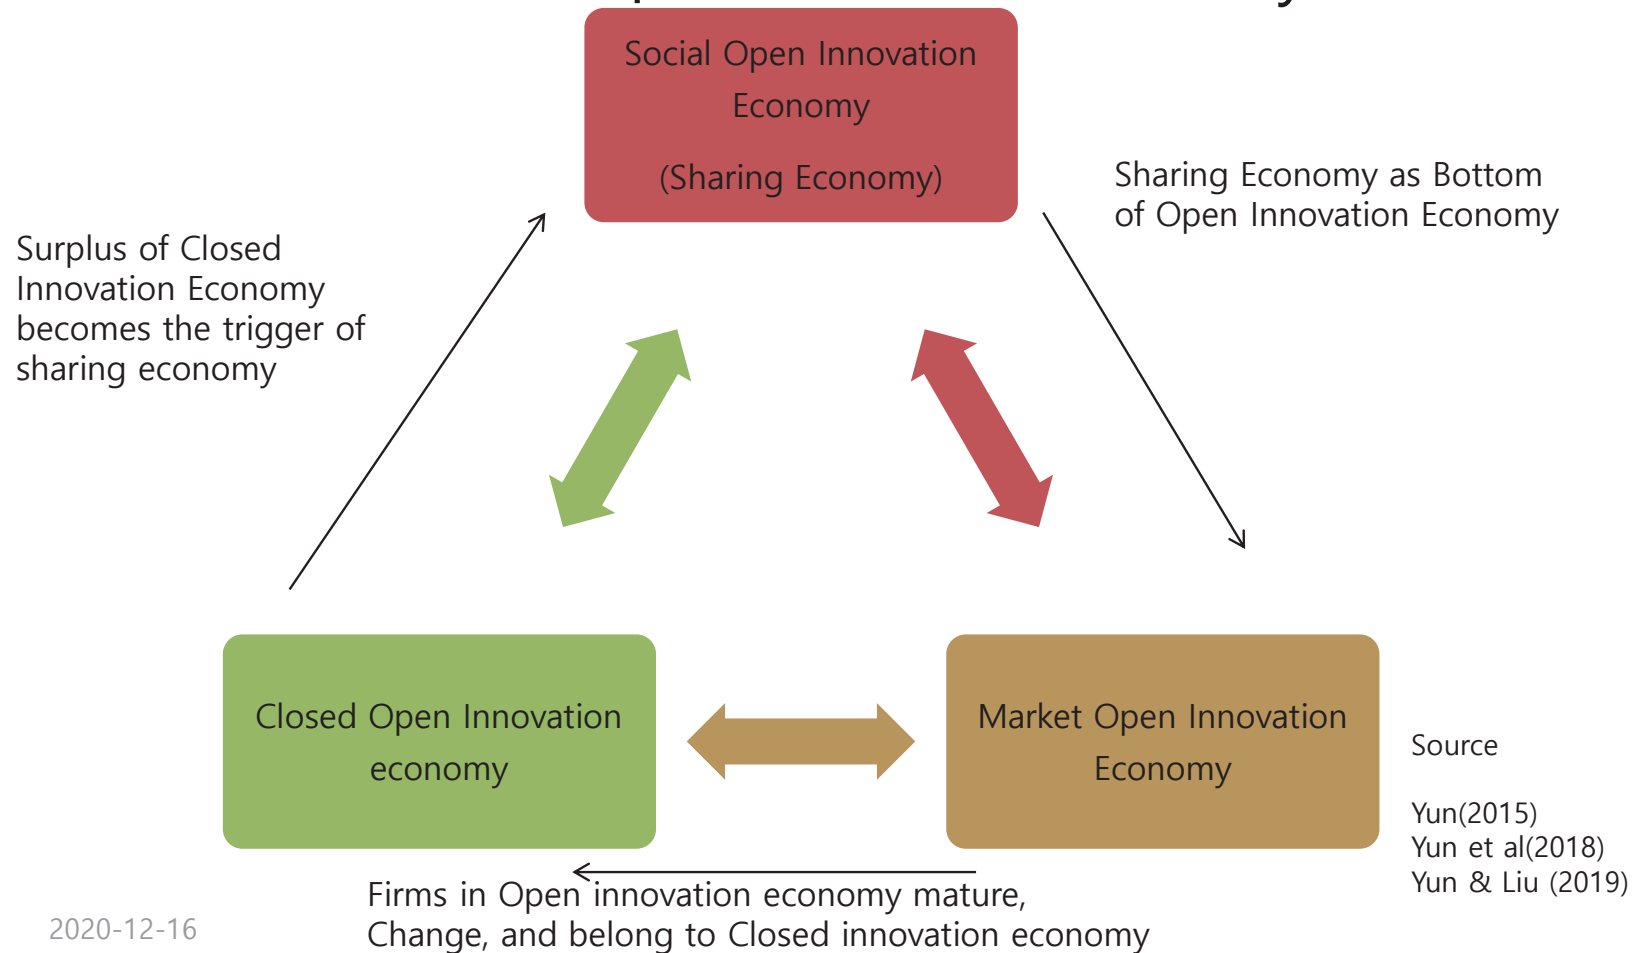 Social Open Innovation
Economy
(Sharing Economy)
Sharing Economy as Bottom
of Open Innovation Economy
Surplus of Closed
Innovation Economy
becomes the trigger of
sharing economy
Closed Open Innovation
economy
Market Open Innovation
Economy
Source
Yun(2015)
Yun et al(2018)
Yun & Liu (2019)
Firms in Open innovation economy mature,
Change, and belong to Closed innovation economy
2020-12-16